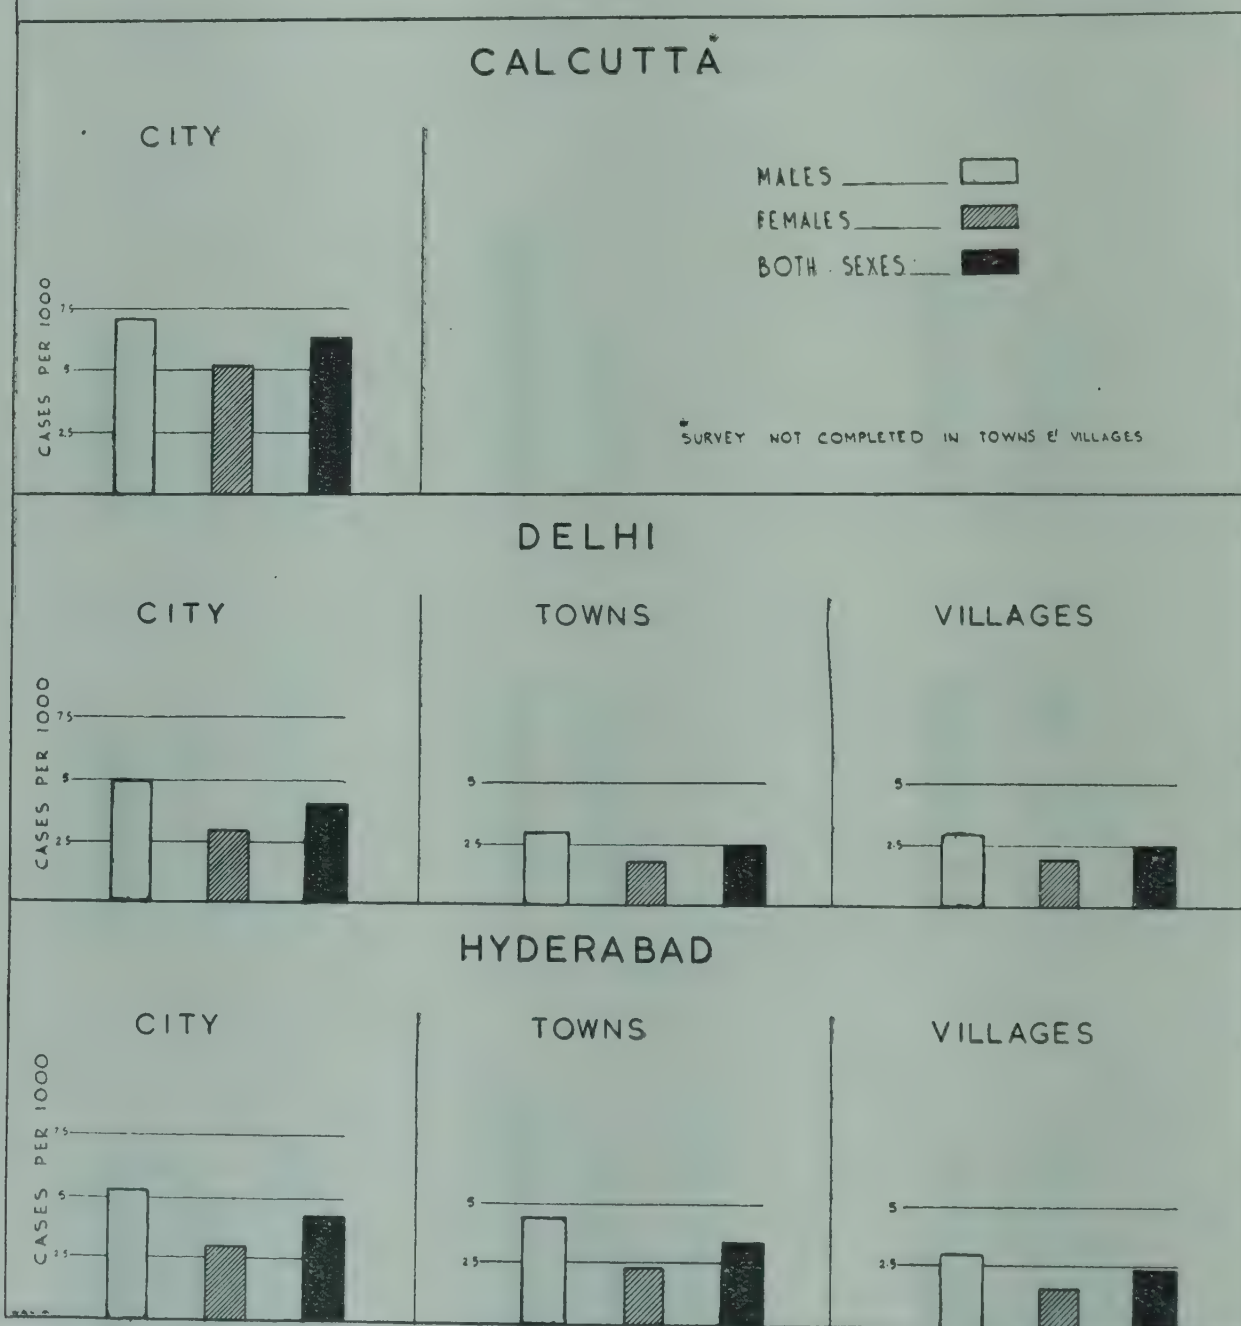 CALCUTTA*
CITY
MALES
FEMALES
BOTH SEXES
CASES PER 1000
7.5
5
2.5
*SURVEY NOT COMPLETED IN TOWNS & VILLAGES
DELHI
CITY TOWNS VILLAGES
CASES PER 1000
7.5
5 5 5
2.5 2.5 2.5
HYDERABAD
CITY TOWNS VILLAGES
CASES PER 1000
7.5
5 5 5
2.5 2.5 2.5